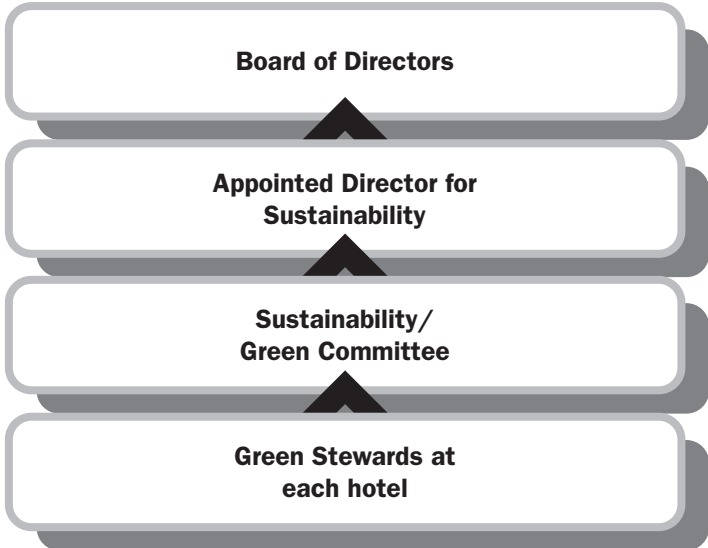 Board of Directors
Appointed Director for
Sustainability
Sustainability/
Green Committee
Green Stewards at
each hotel